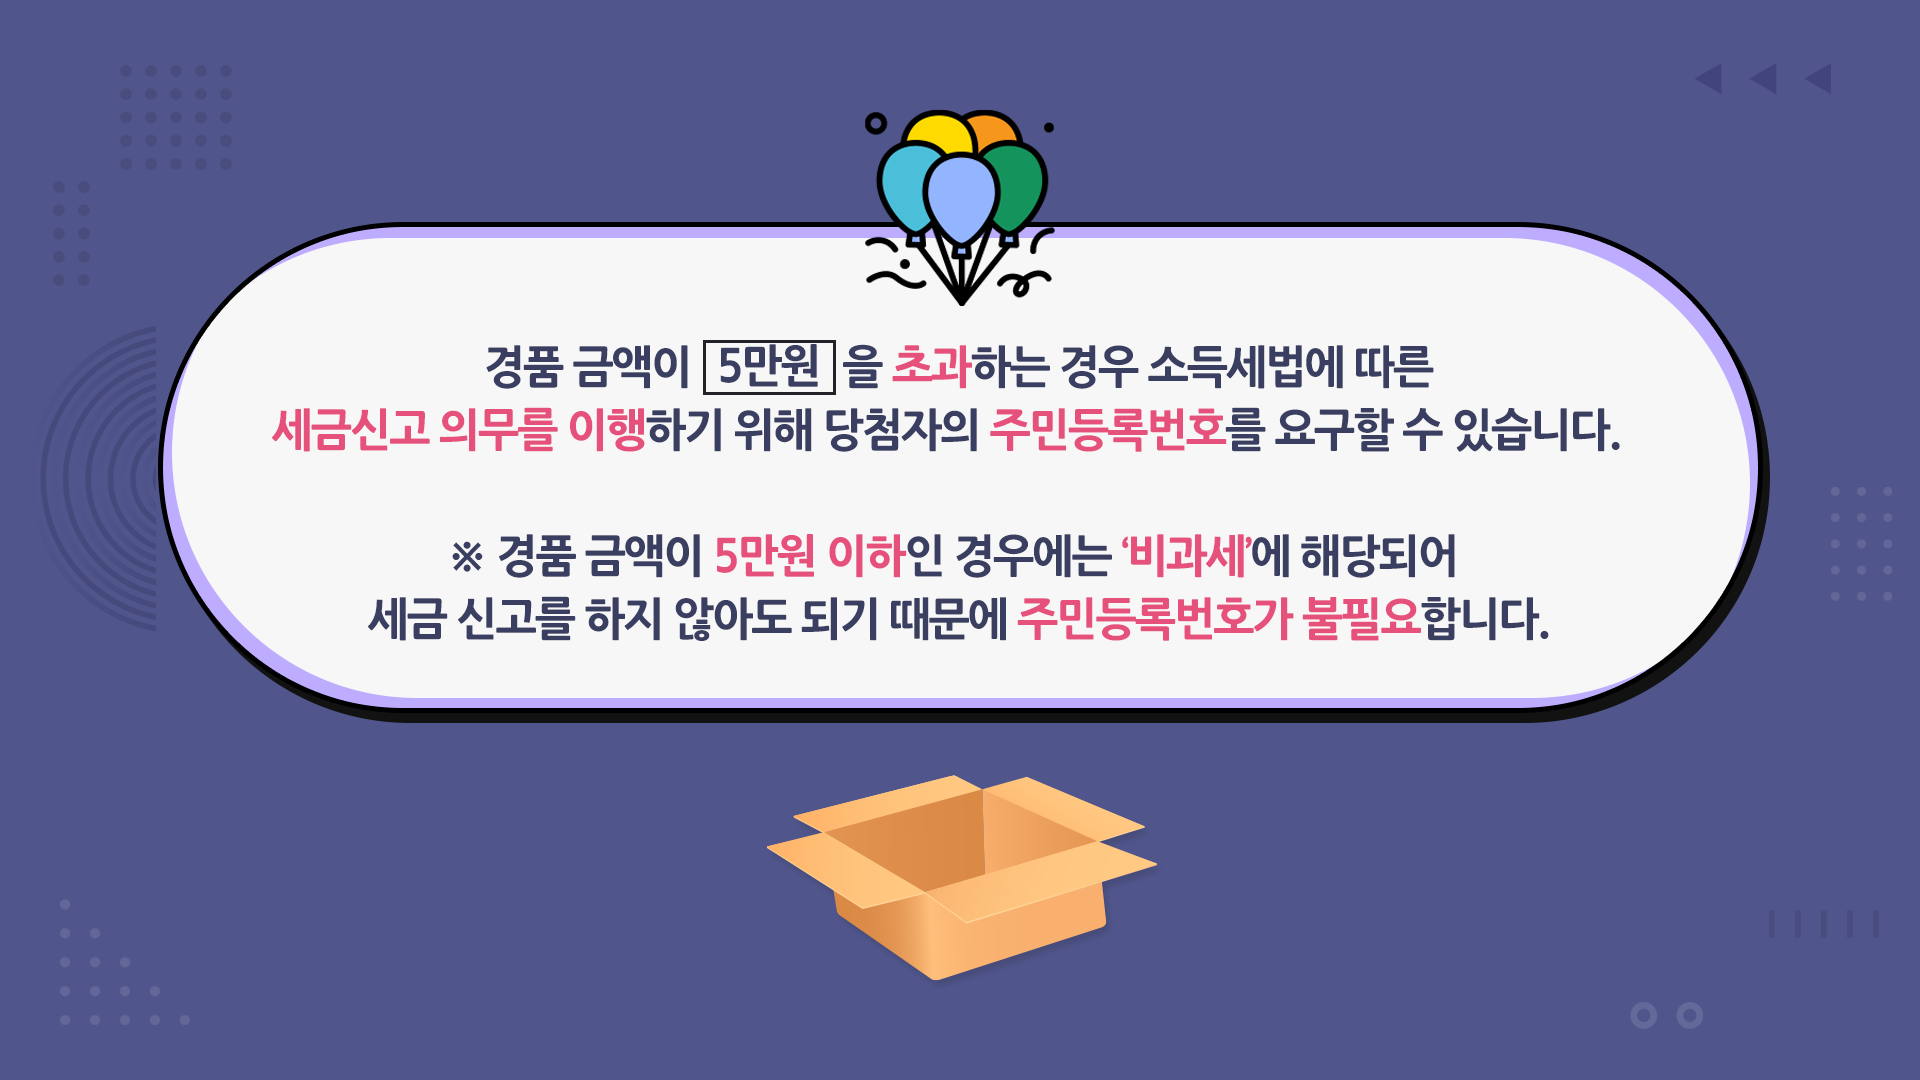 경품 금액이 5만원 을 초과하는 경우 소득세법에 따른
세금신고 의무를 이행하기 위해 당첨자의 주민등록번호를 요구할 수 있습니다.
※ 경품 금액이 5만원 이하인 경우에는 ‘비과세’에 해당되어
세금 신고를 하지 않아도 되기 때문에 주민등록번호가 불필요합니다.